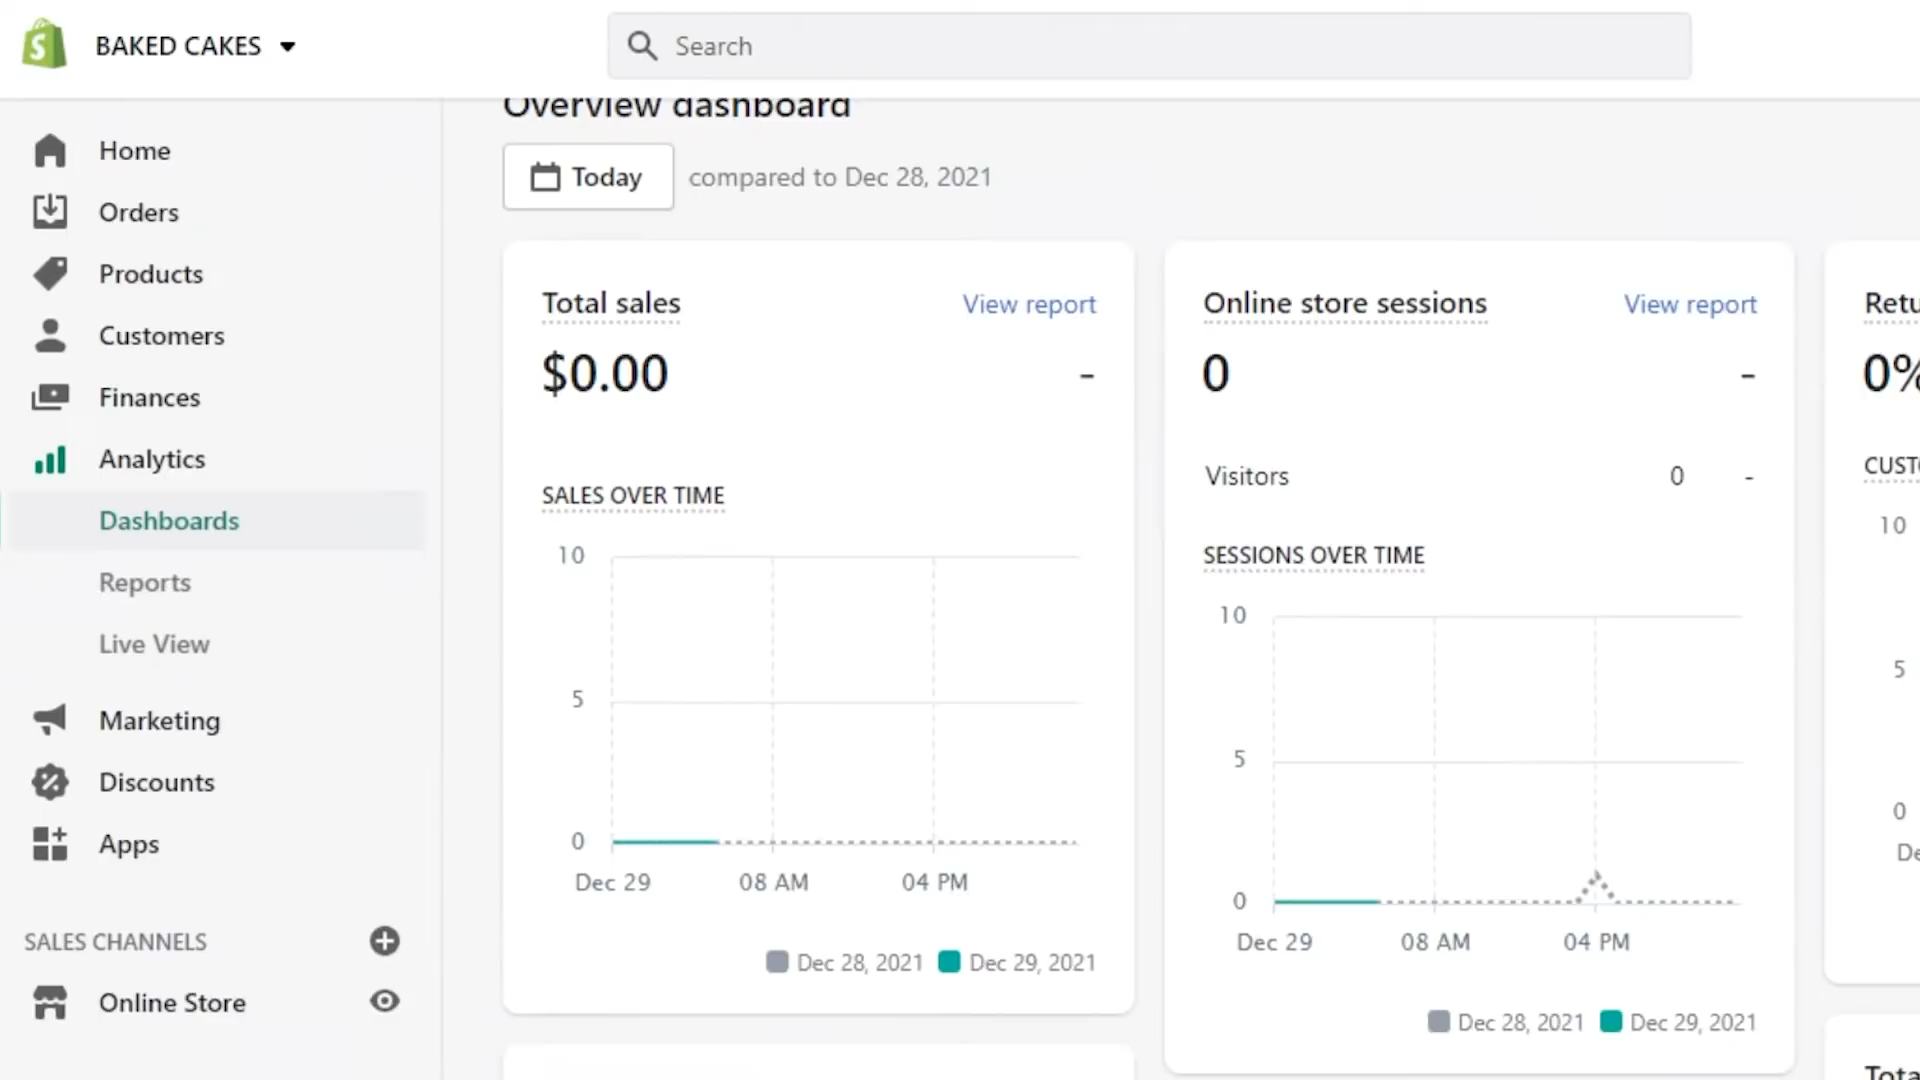 BAKED CAKES
Search
Home
Orders
Products
Customers
Finances
Analytics
Dashboards
Reports
Live View
Marketing
Discounts
Apps
SALES CHANNELS
Online Store
Overview dashboard
Today
compared to Dec 28, 2021
Total sales
View report
$0.00
-
SALES OVER TIME
10
5
0
Dec 29
08 AM
04 PM
Dec 28, 2021
Dec 29, 2021
Online store sessions
View report
0
-
Visitors
0
-
SESSIONS OVER TIME
10
5
0
Dec 29
08 AM
04 PM
Dec 28, 2021
Dec 29, 2021
0%
10
5
0